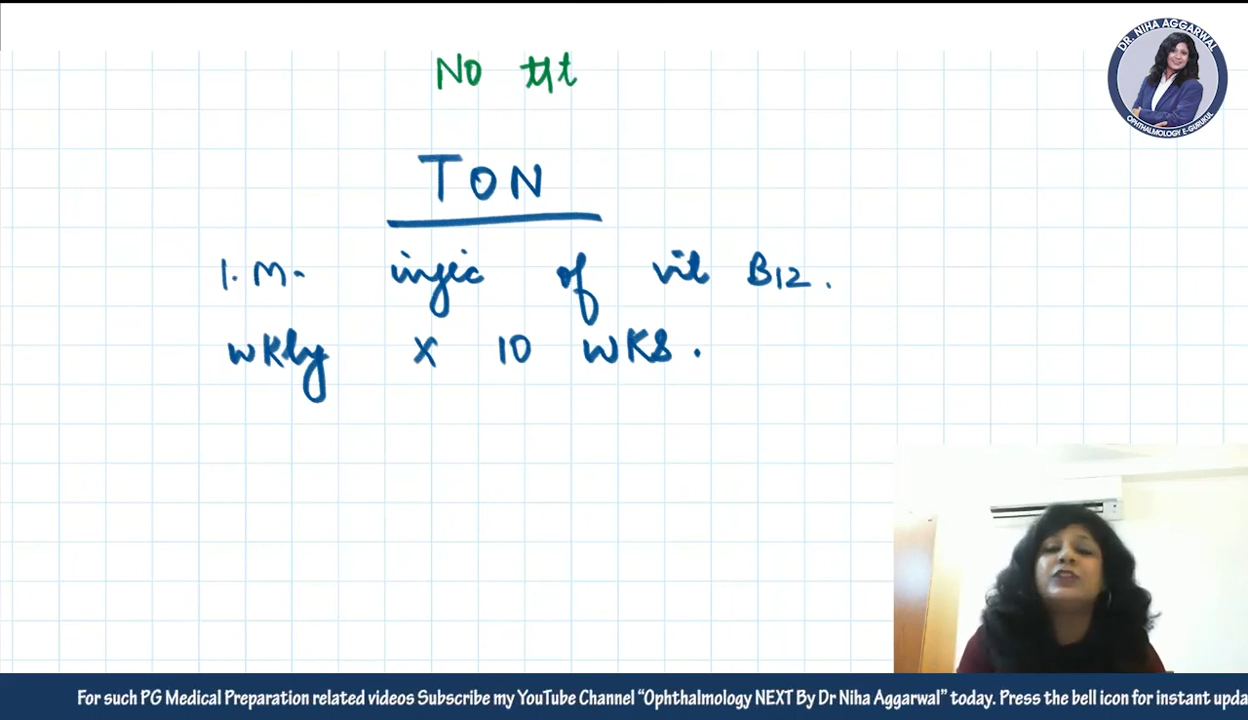 DR. NIHA AGGARWAL
OPHTHALMOLOGY E-GURUKUL
NO ttt
TON
I.M. injec of vit B12.
wkly x 10 wks.
For such PG Medical Preparation related videos Subscribe my YouTube Channel “Ophthalmology NEXT By Dr Niha Aggarwal” today. Press the bell icon for instant upda